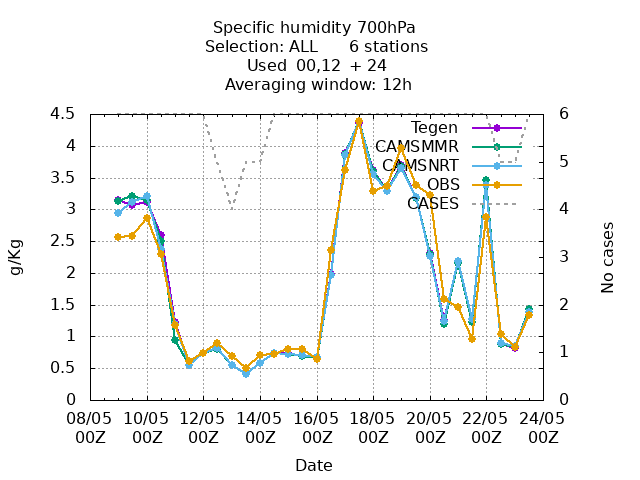 Specific humidity 700hPa
Selection: ALL 6 stations
Used 00,12 + 24
Averaging window: 12h
4.5
4
3.5
3
2.5
2
1.5
1
0.5
0
6
5
4
3
2
1
0
g/Kg
No cases
Tegen
CAMSMMR
CAMSNRT
OBS
CASES
08/05 10/05 12/05 14/05 16/05 18/05 20/05 22/05 24/05
00Z 00Z 00Z 00Z 00Z 00Z 00Z 00Z 00Z
Date